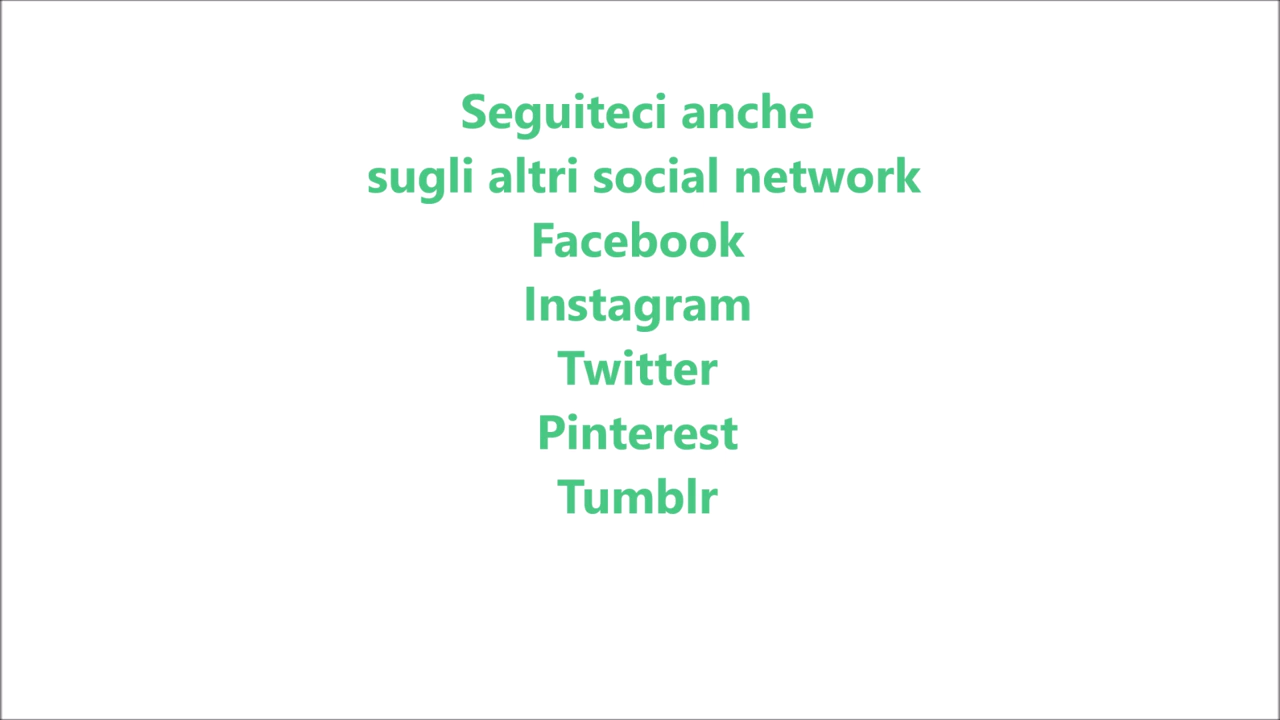 Seguiteci anche
sugli altri social network
Facebook
Instagram
Twitter
Pinterest
Tumblr